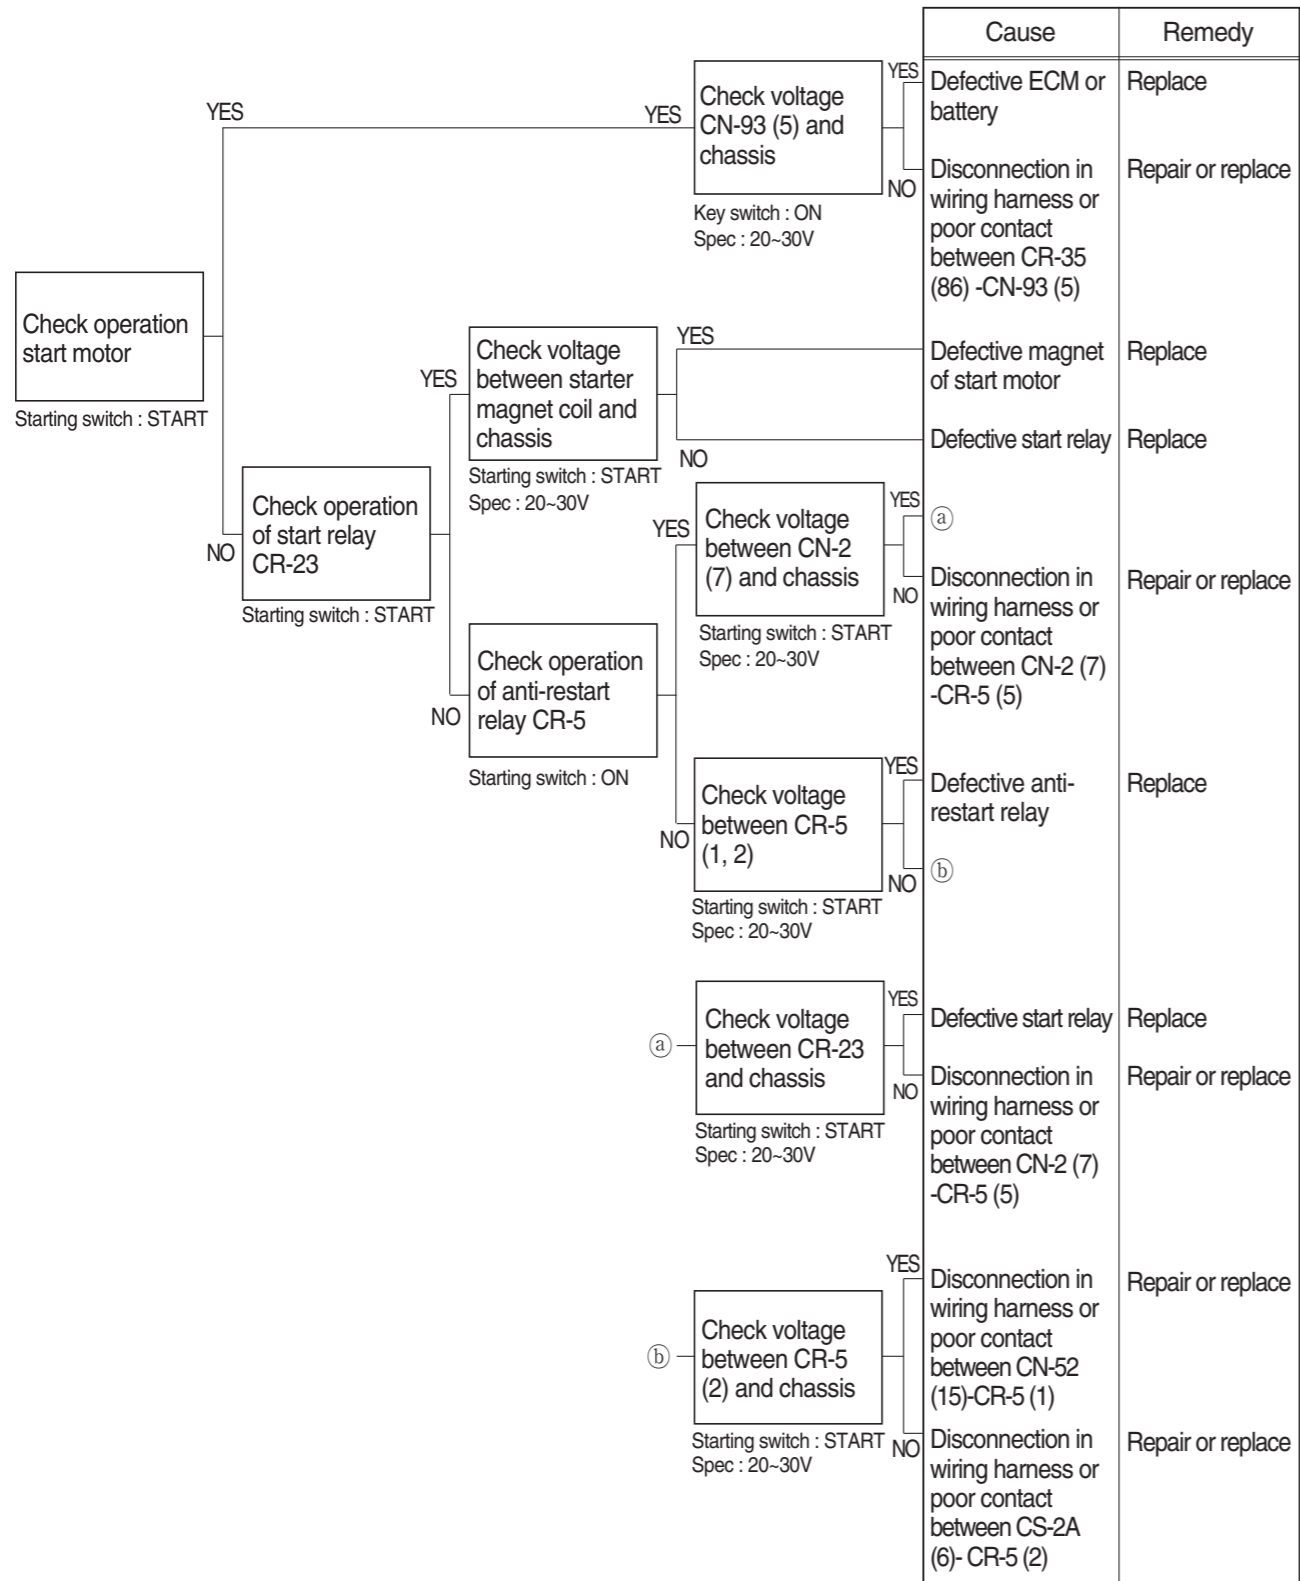 Cause
Remedy
YES
YES
Check voltage
CN-93 (5) and
chassis
Key switch : ON
Spec : 20~30V
YES
Defective ECM or
battery
Replace
NO
Disconnection in
wiring harness or
poor contact
between CR-35
(86) -CN-93 (5)
Repair or replace
Check operation
start motor
Starting switch : START
NO
Check operation
of start relay
CR-23
Starting switch : START
YES
Check voltage
between starter
magnet coil and
chassis
Starting switch : START
Spec : 20~30V
YES
Defective magnet
of start motor
Replace
NO
Defective start relay
Replace
NO
Check operation
of anti-restart
relay CR-5
Starting switch : ON
YES
Check voltage
between CN-2
(7) and chassis
Starting switch : START
Spec : 20~30V
YES
ⓐ
NO
Disconnection in
wiring harness or
poor contact
between CN-2 (7)
-CR-5 (5)
Repair or replace
NO
Check voltage
between CR-5
(1, 2)
Starting switch : START
Spec : 20~30V
YES
Defective anti-
restart relay
Replace
NO
ⓑ
ⓐ
Check voltage
between CR-23
and chassis
Starting switch : START
Spec : 20~30V
YES
Defective start relay
Replace
NO
Disconnection in
wiring harness or
poor contact
between CN-2 (7)
-CR-5 (5)
Repair or replace
ⓑ
Check voltage
between CR-5
(2) and chassis
Starting switch : START
Spec : 20~30V
YES
Disconnection in
wiring harness or
poor contact
between CN-52
(15)-CR-5 (1)
Repair or replace
NO
Disconnection in
wiring harness or
poor contact
between CS-2A
(6)- CR-5 (2)
Repair or replace